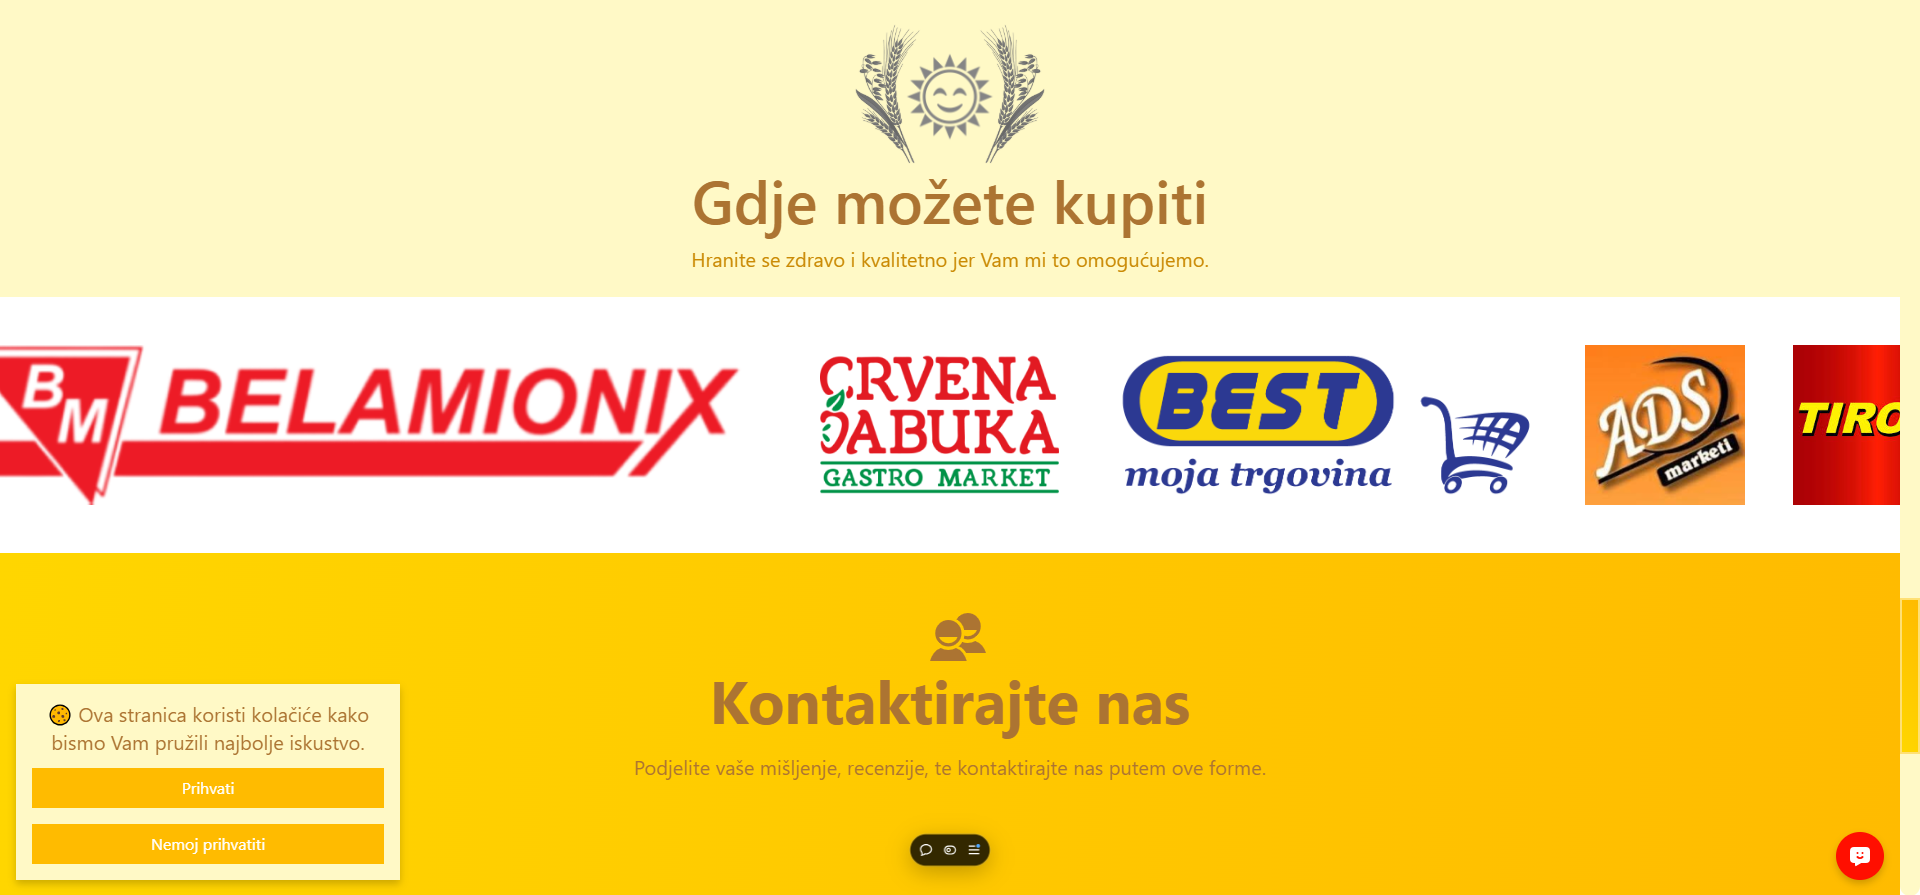 Gdje možete kupiti
Hranite se zdravo i kvalitetno jer Vam mi to omogućujemo.
BM
BELAMIONIX
CRVENA
JABUKA
GASTRO MARKET
BEST
moja trgovina
ADS
marketi
Kontaktirajte nas
Podjelite vaše mišljenje, recenzije, te kontaktirajte nas putem ove forme.
Ova stranica koristi kolačiće kako
bismo Vam pružili najbolje iskustvo.
Prihvati
Nemoj prihvatiti